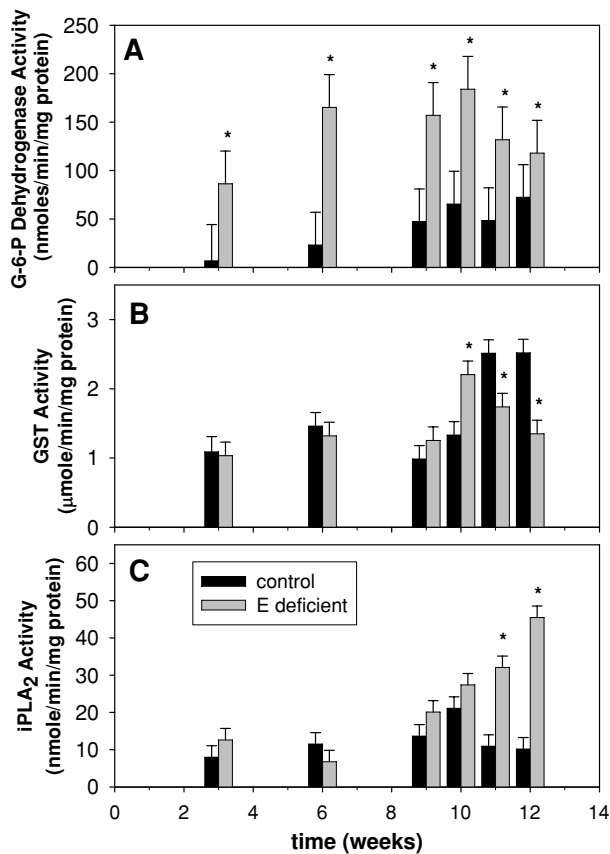 A
G-6-P Dehydrogenase Activity
(nmoles/min/mg protein)
250
200
150
100
50
0
* * * * * *
B
GST Activity
(μmole/min/mg protein)
3
2
1
0
* * *
C
iPLA2 Activity
(nmole/min/mg protein)
60
50
40
30
20
10
0
control
E deficient
* *
0 2 4 6 8 10 12 14
time (weeks)